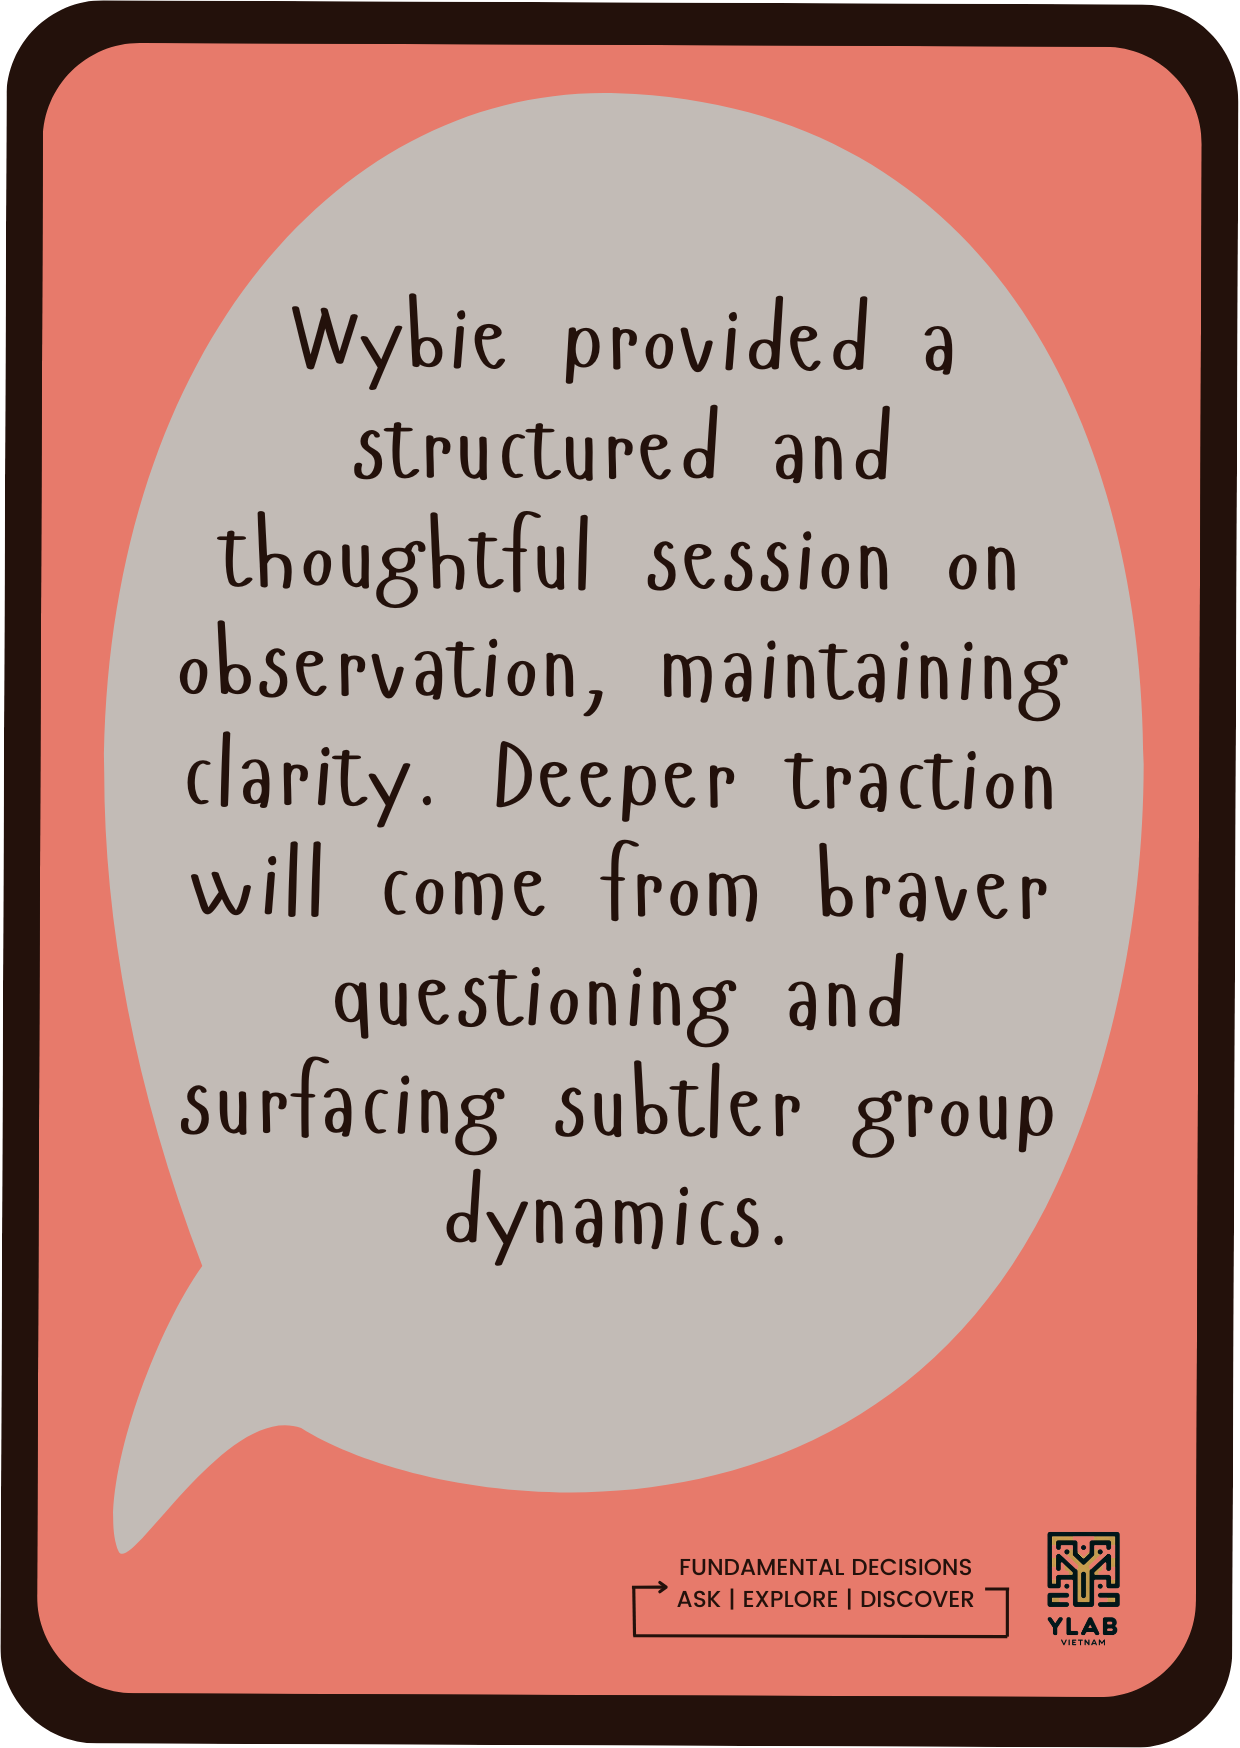 Wybie provided a
structured and
thoughtful session on
observation, maintaining
clarity. Deeper traction
will come from braver
questioning and
surfacing subtler group
dynamics.
FUNDAMENTAL DECISIONS
ASK | EXPLORE | DISCOVER
YLAB
VIETNAM